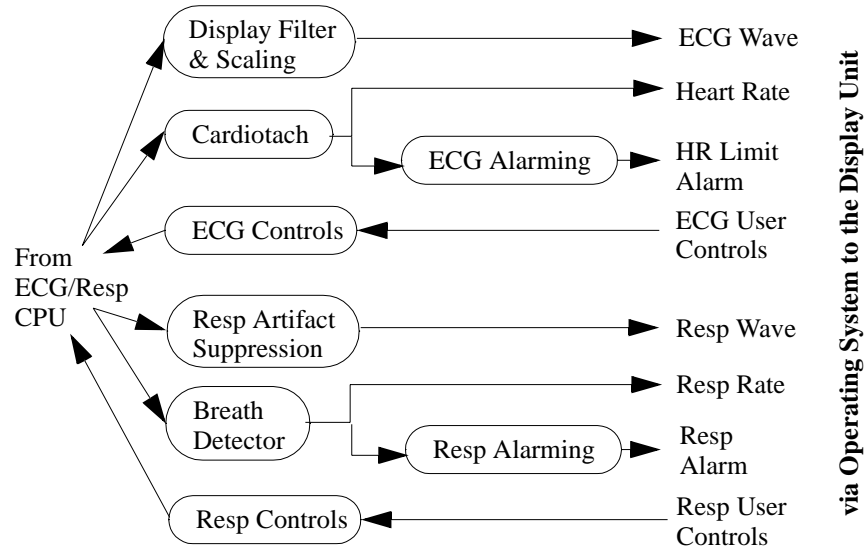 Display Filter
& Scaling
ECG Wave
Heart Rate
Cardiotach
ECG Alarming
HR Limit
Alarm
ECG Controls
ECG User
Controls
From
ECG/Resp
CPU
Resp Artifact
Suppression
Resp Wave
Resp Rate
Breath
Detector
Resp Alarming
Resp
Alarm
Resp Controls
Resp User
Controls
via Operating System to the Display Unit